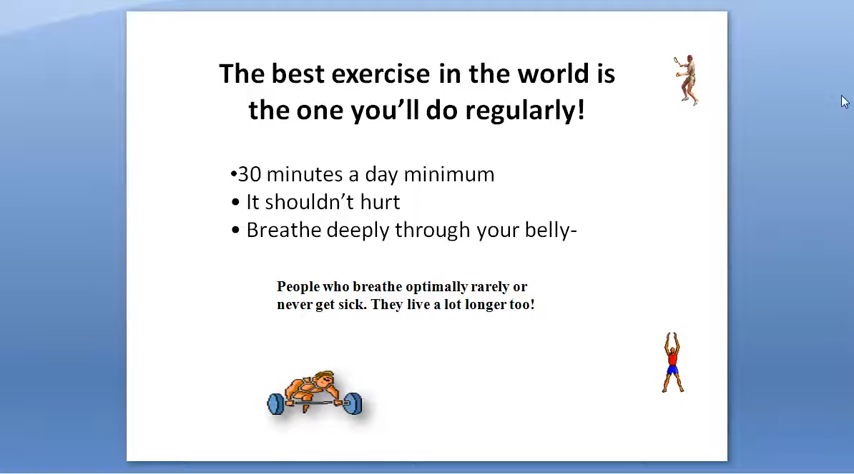 The best exercise in the world is
the one you’ll do regularly!
•30 minutes a day minimum
• It shouldn’t hurt
• Breathe deeply through your belly-
People who breathe optimally rarely or
never get sick. They live a lot longer too!